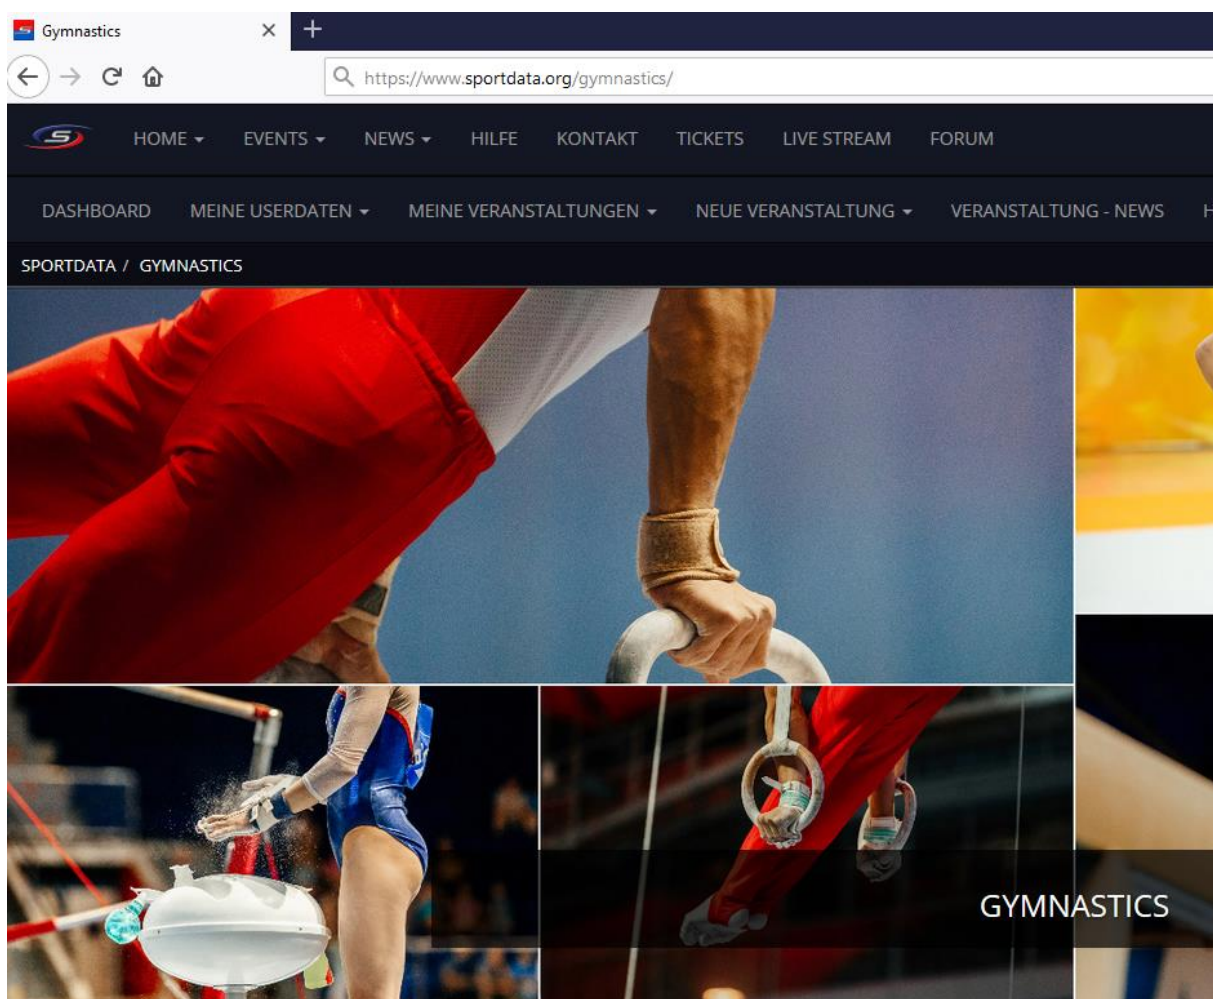 Gymnastics
https://www.sportdata.org/gymnastics/
HOME EVENTS NEWS HILFE KONTAKT TICKETS LIVE STREAM FORUM
DASHBOARD MEINE USERDATEN MEINE VERANSTALTUNGEN NEUE VERANSTALTUNG VERANSTALTUNG - NEWS
SPORTDATA / GYMNASTICS
GYMNASTICS